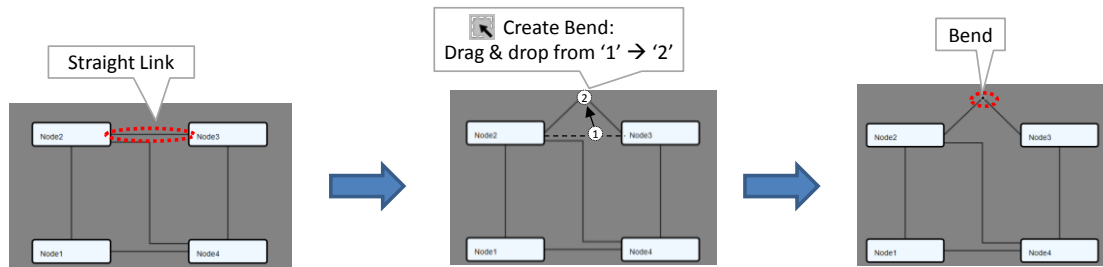 Straight Link
Node2
Node3
Node1
Node4
Create Bend:
Drag & drop from ‘1’ → ‘2’
2
1
Node2
Node3
Node1
Node4
Bend
Node2
Node3
Node1
Node4